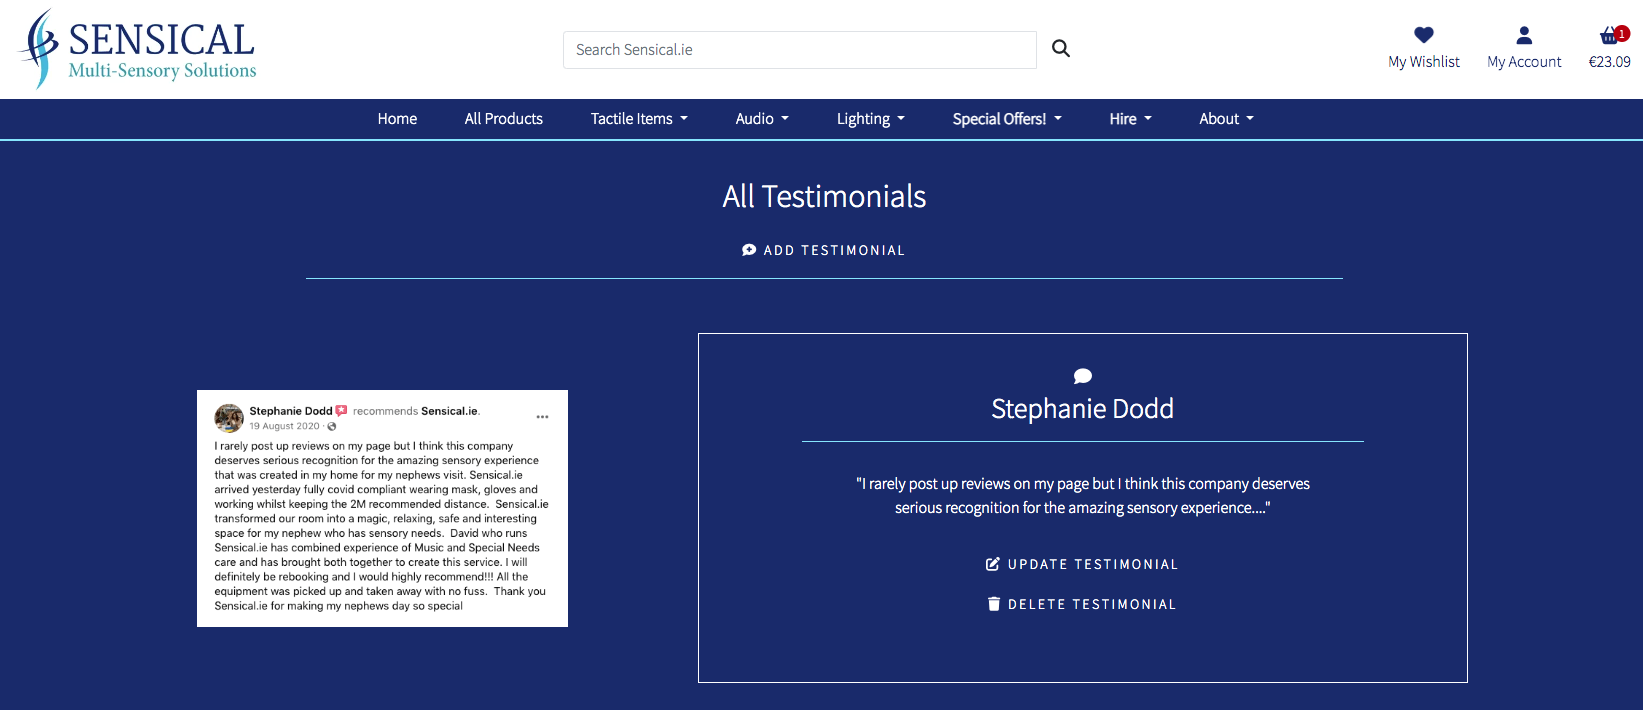 SENSICAL
Multi-Sensory Solutions
Search Sensical.ie
My Wishlist
My Account
1
€23.09
Home
All Products
Tactile Items
Audio
Lighting
Special Offers!
Hire
About
All Testimonials
ADD TESTIMONIAL
Stephanie Dodd recommends Sensical.ie.
19 August 2020 ·
I rarely post up reviews on my page but I think this company
deserves serious recognition for the amazing sensory experience
that was created in my home for my nephews visit. Sensical.ie
arrived yesterday fully covid compliant wearing mask, gloves and
working whilst keeping the 2M recommended distance. Sensical.ie
transformed our room into a magic, relaxing, safe and interesting
space for my nephew who has sensory needs. David who runs
Sensical.ie has combined experience of Music and Special Needs
care and has brought both together to create this service. I will
definitely be rebooking and I would highly recommend!!! All the
equipment was picked up and taken away with no fuss. Thank you
Sensical.ie for making my nephews day so special
Stephanie Dodd
"I rarely post up reviews on my page but I think this company deserves
serious recognition for the amazing sensory experience...."
UPDATE TESTIMONIAL
DELETE TESTIMONIAL